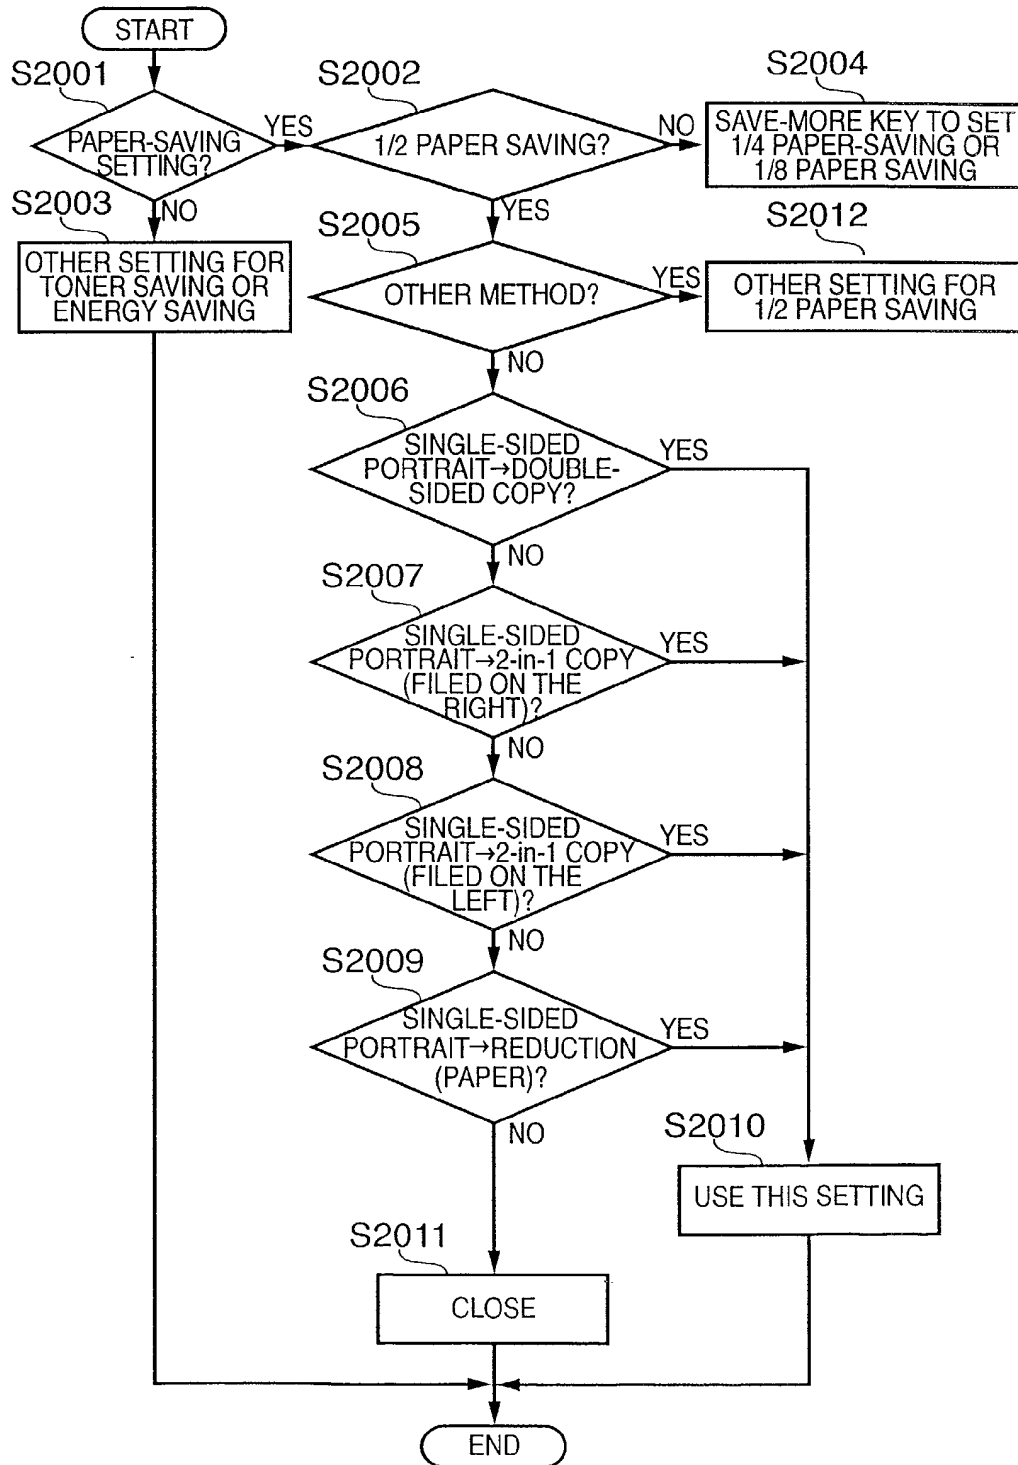 START
S2001
PAPER-SAVING
SETTING?
YES
NO
S2002
1/2 PAPER SAVING?
NO
YES
S2004
SAVE-MORE KEY TO SET
1/4 PAPER-SAVING OR
1/8 PAPER SAVING
S2003
OTHER SETTING FOR
TONER SAVING OR
ENERGY SAVING
S2005
OTHER METHOD?
YES
NO
S2012
OTHER SETTING FOR
1/2 PAPER SAVING
S2006
SINGLE-SIDED
PORTRAIT→DOUBLE-
SIDED COPY?
YES
NO
S2007
SINGLE-SIDED
PORTRAIT→2-in-1 COPY
(FILED ON THE
RIGHT)?
YES
NO
S2008
SINGLE-SIDED
PORTRAIT→2-in-1 COPY
(FILED ON THE
LEFT)?
YES
NO
S2009
SINGLE-SIDED
PORTRAIT→REDUCTION
(PAPER)?
YES
NO
S2010
USE THIS SETTING
S2011
CLOSE
END